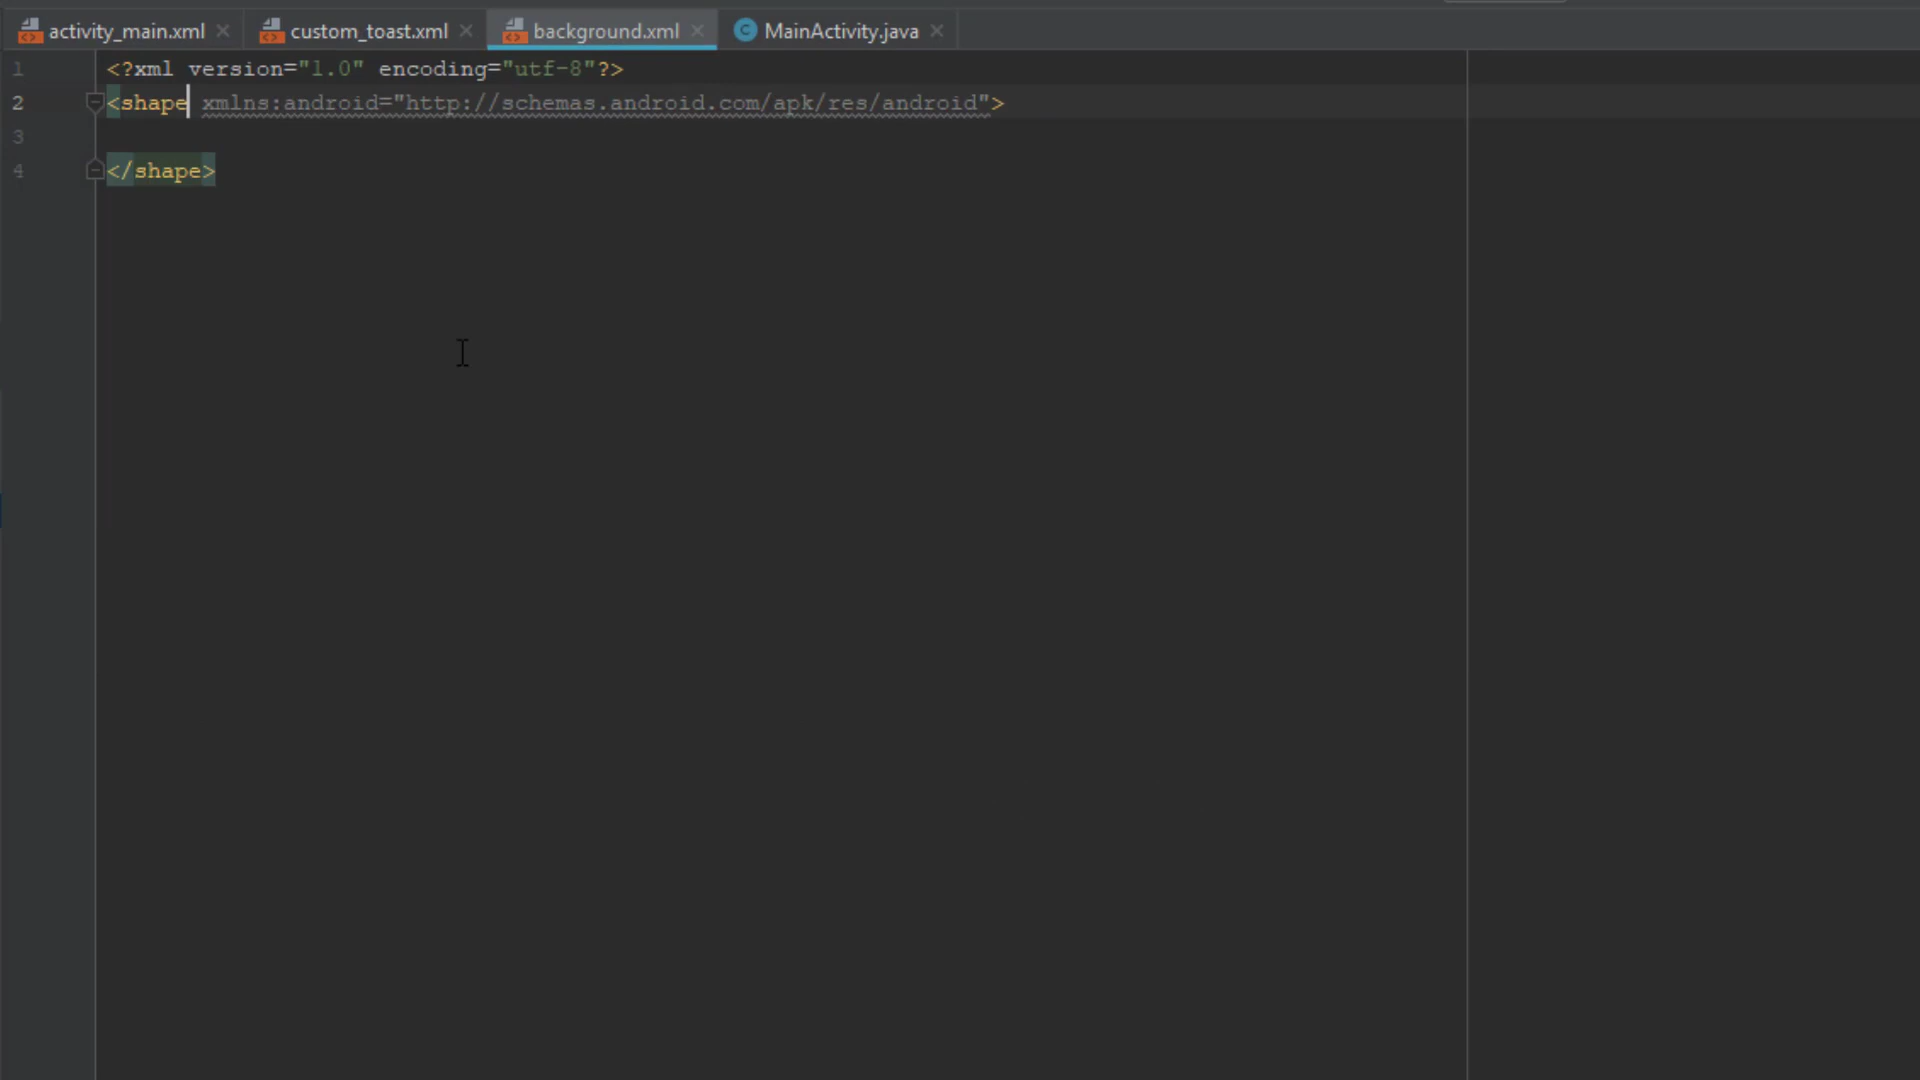 activity_main.xml custom_toast.xml background.xml C MainActivity.java
1 <?xml version="1.0" encoding="utf-8"?>
2 <shape xmlns:android="http://schemas.android.com/apk/res/android">
3
4 </shape>